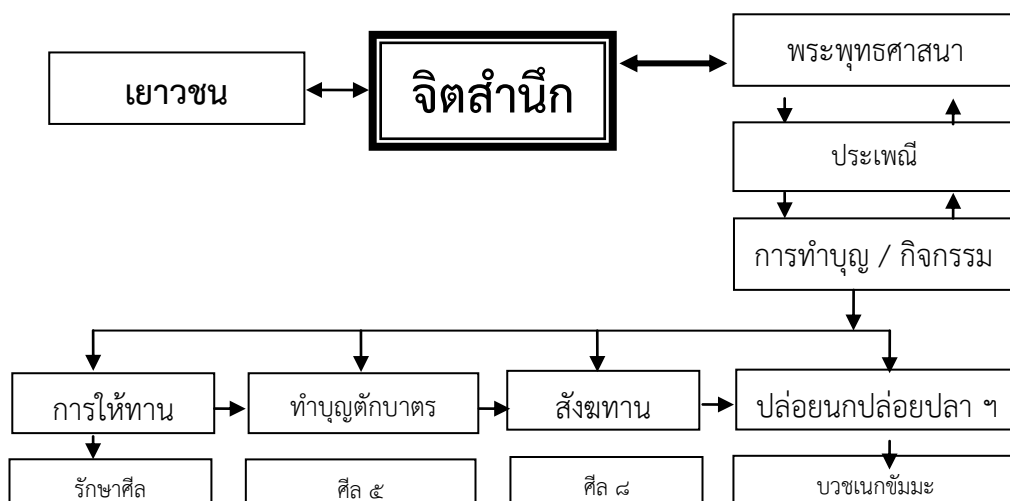 พระพุทธศาสนา
เยาวชน
จิตสำนึก
ประเพณี
การทำบุญ / กิจกรรม
การให้ทาน
ทำบุญตักบาตร
สังฆทาน
ปล่อยนกปล่อยปลา ฯ
รักษาศีล
ศีล ๕
ศีล ๘
บวชเนกขัมมะ